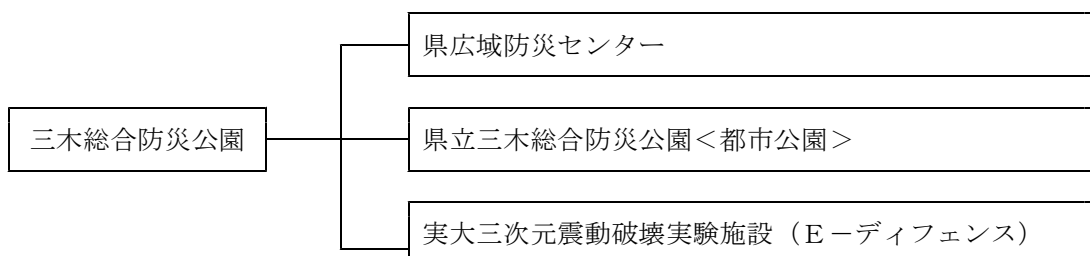 県広域防災センター
三木総合防災公園
県立三木総合防災公園＜都市公園＞
実大三次元震動破壊実験施設（Ｅ－ディフェンス）